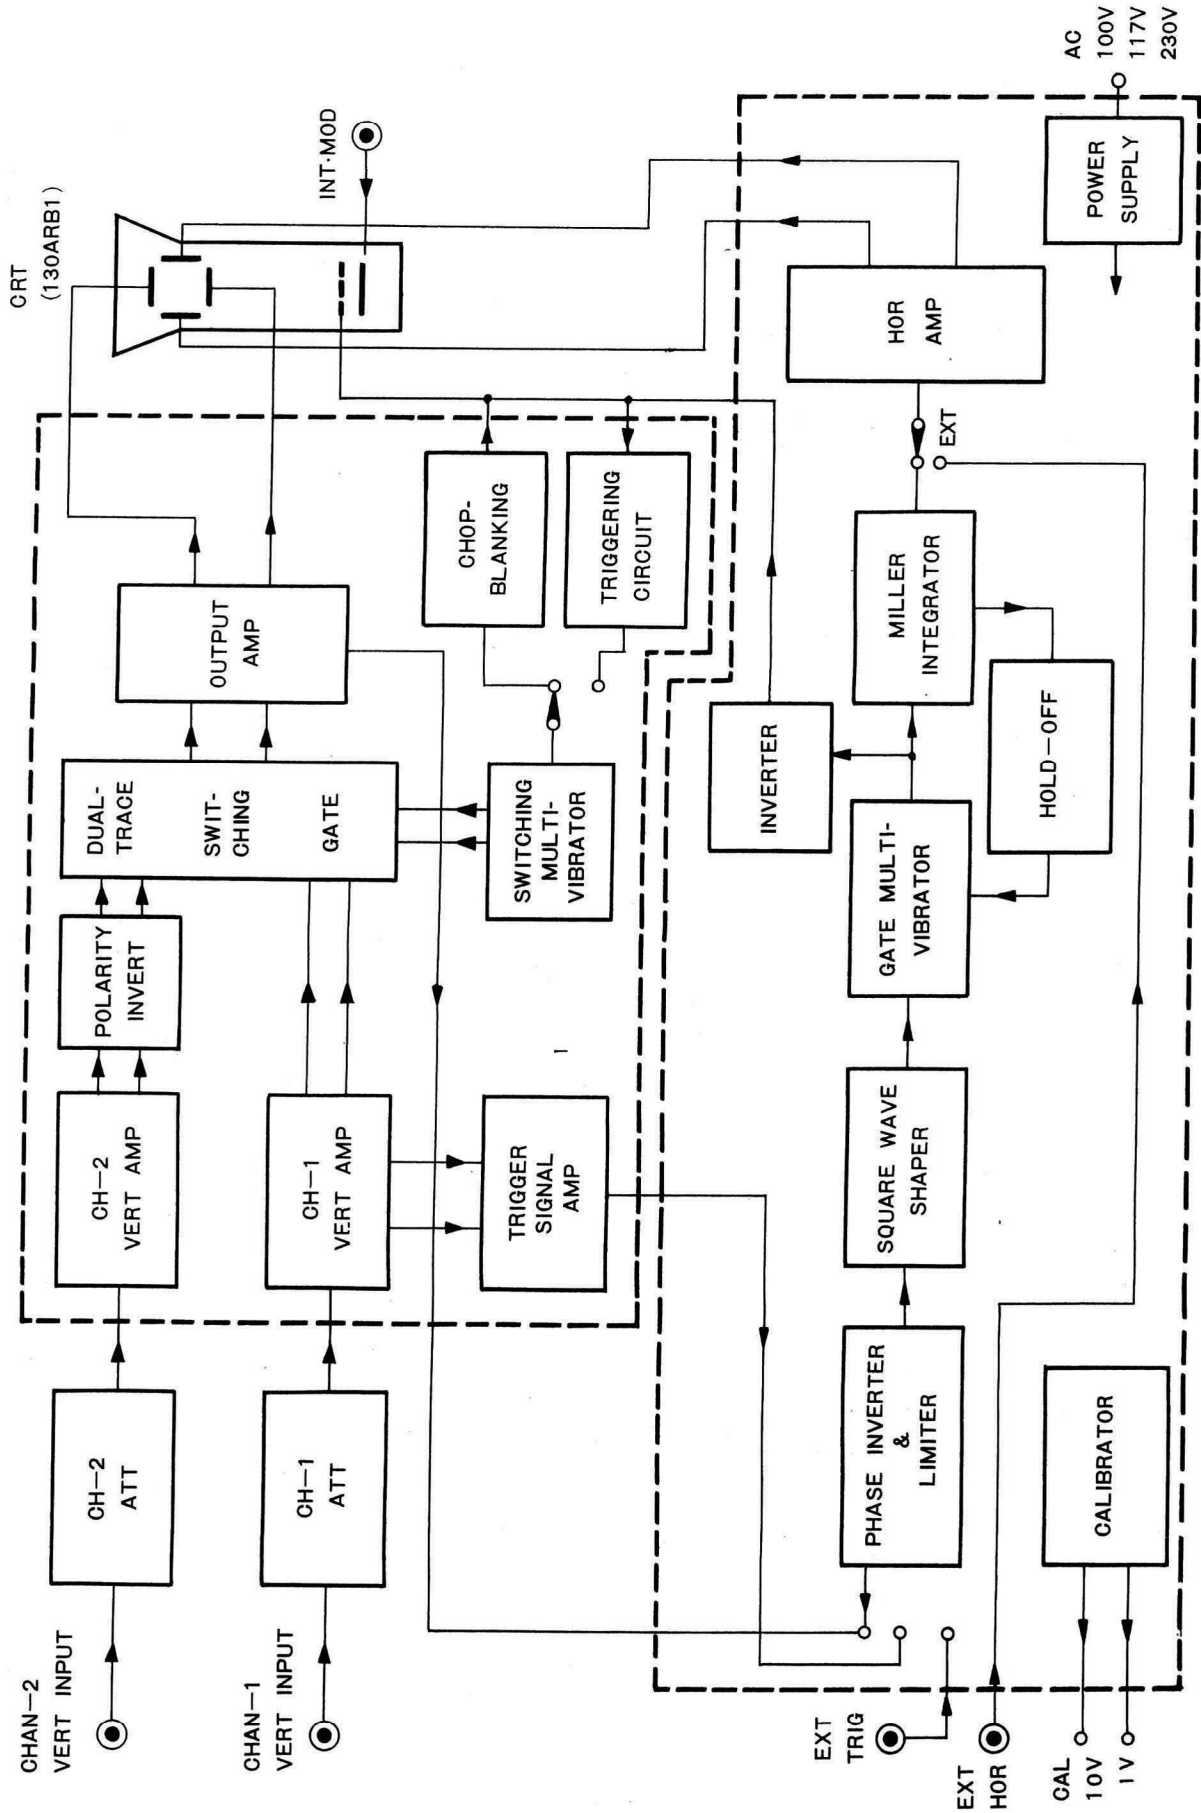 CHAN-2
VERT INPUT
CH-2
ATT
CH-2
VERT AMP
POLARITY
INVERT
DUAL-
TRACE
SWIT-
CHING
GATE
OUTPUT
AMP
CRT
(130ARB1)
INT·MOD
CHAN-1
VERT INPUT
CH-1
ATT
CH-1
VERT AMP
TRIGGER
SIGNAL
AMP
SWITCHING
MULTI-
VIBRATOR
CHOP-
BLANKING
TRIGGERING
CIRCUIT
EXT
TRIG
EXT
HOR
PHASE INVERTER
&
LIMITER
SQUARE WAVE
SHAPER
GATE MULTI-
VIBRATOR
INVERTER
MILLER
INTEGRATOR
HOLD-OFF
EXT
HOR
AMP
CAL
10V
1V
CALIBRATOR
POWER
SUPPLY
AC
100V
117V
230V